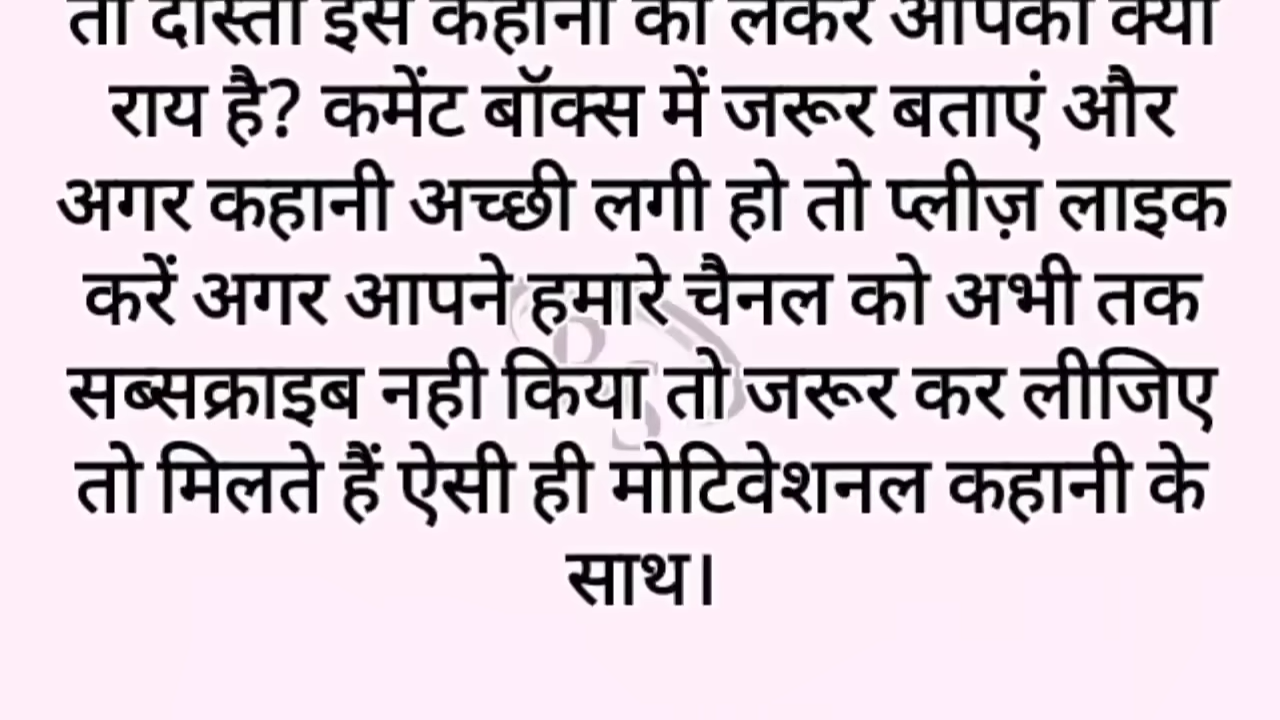 तो दोस्तों इस कहानी को लेकर आपकी क्या
राय है? कमेंट बॉक्स में जरूर बताएं और
अगर कहानी अच्छी लगी हो तो प्लीज़ लाइक
करें अगर आपने हमारे चैनल को अभी तक
सब्सक्राइब नही किया तो जरूर कर लीजिए
तो मिलते हैं ऐसी ही मोटिवेशनल कहानी के
साथ।